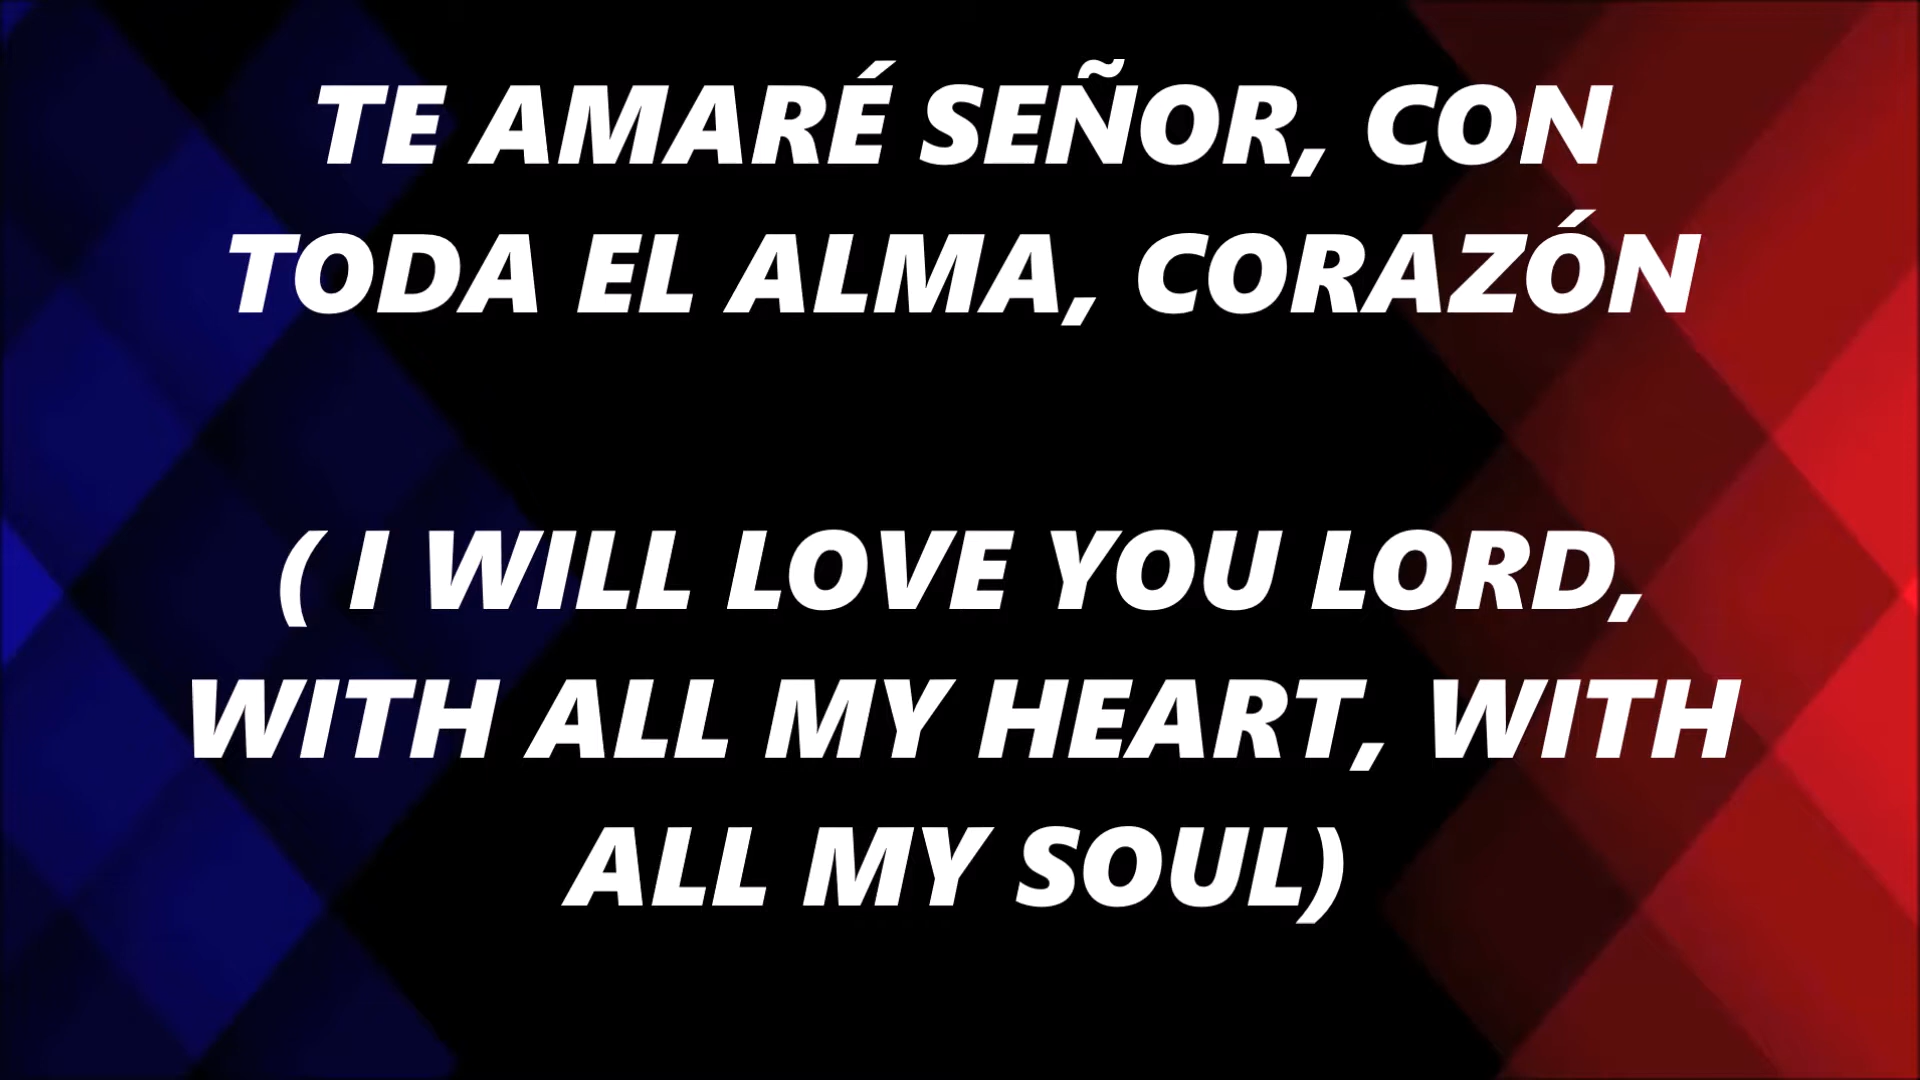 TE AMARÉ SEÑOR, CON
TODA EL ALMA, CORAZÓN
( I WILL LOVE YOU LORD,
WITH ALL MY HEART, WITH
ALL MY SOUL)